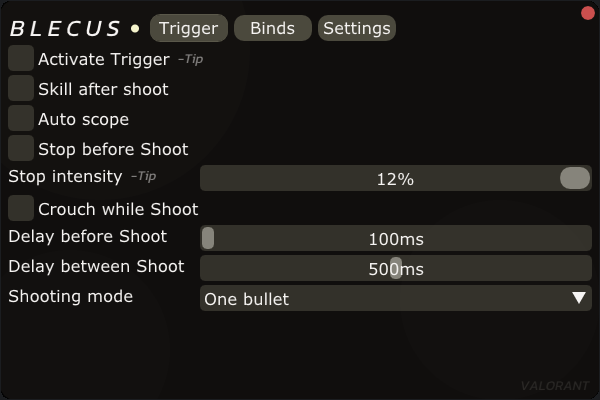 BLECUS • Trigger Binds Settings
Activate Trigger -Tip
Skill after shoot
Auto scope
Stop before Shoot
Stop intensity -Tip 12%
Crouch while Shoot
Delay before Shoot 100ms
Delay between Shoot 500ms
Shooting mode One bullet
VALORANT